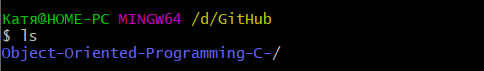 Катя@HOME-PC MINGW64 /d/GitHub
$ ls
Object-Oriented-Programming-C-/